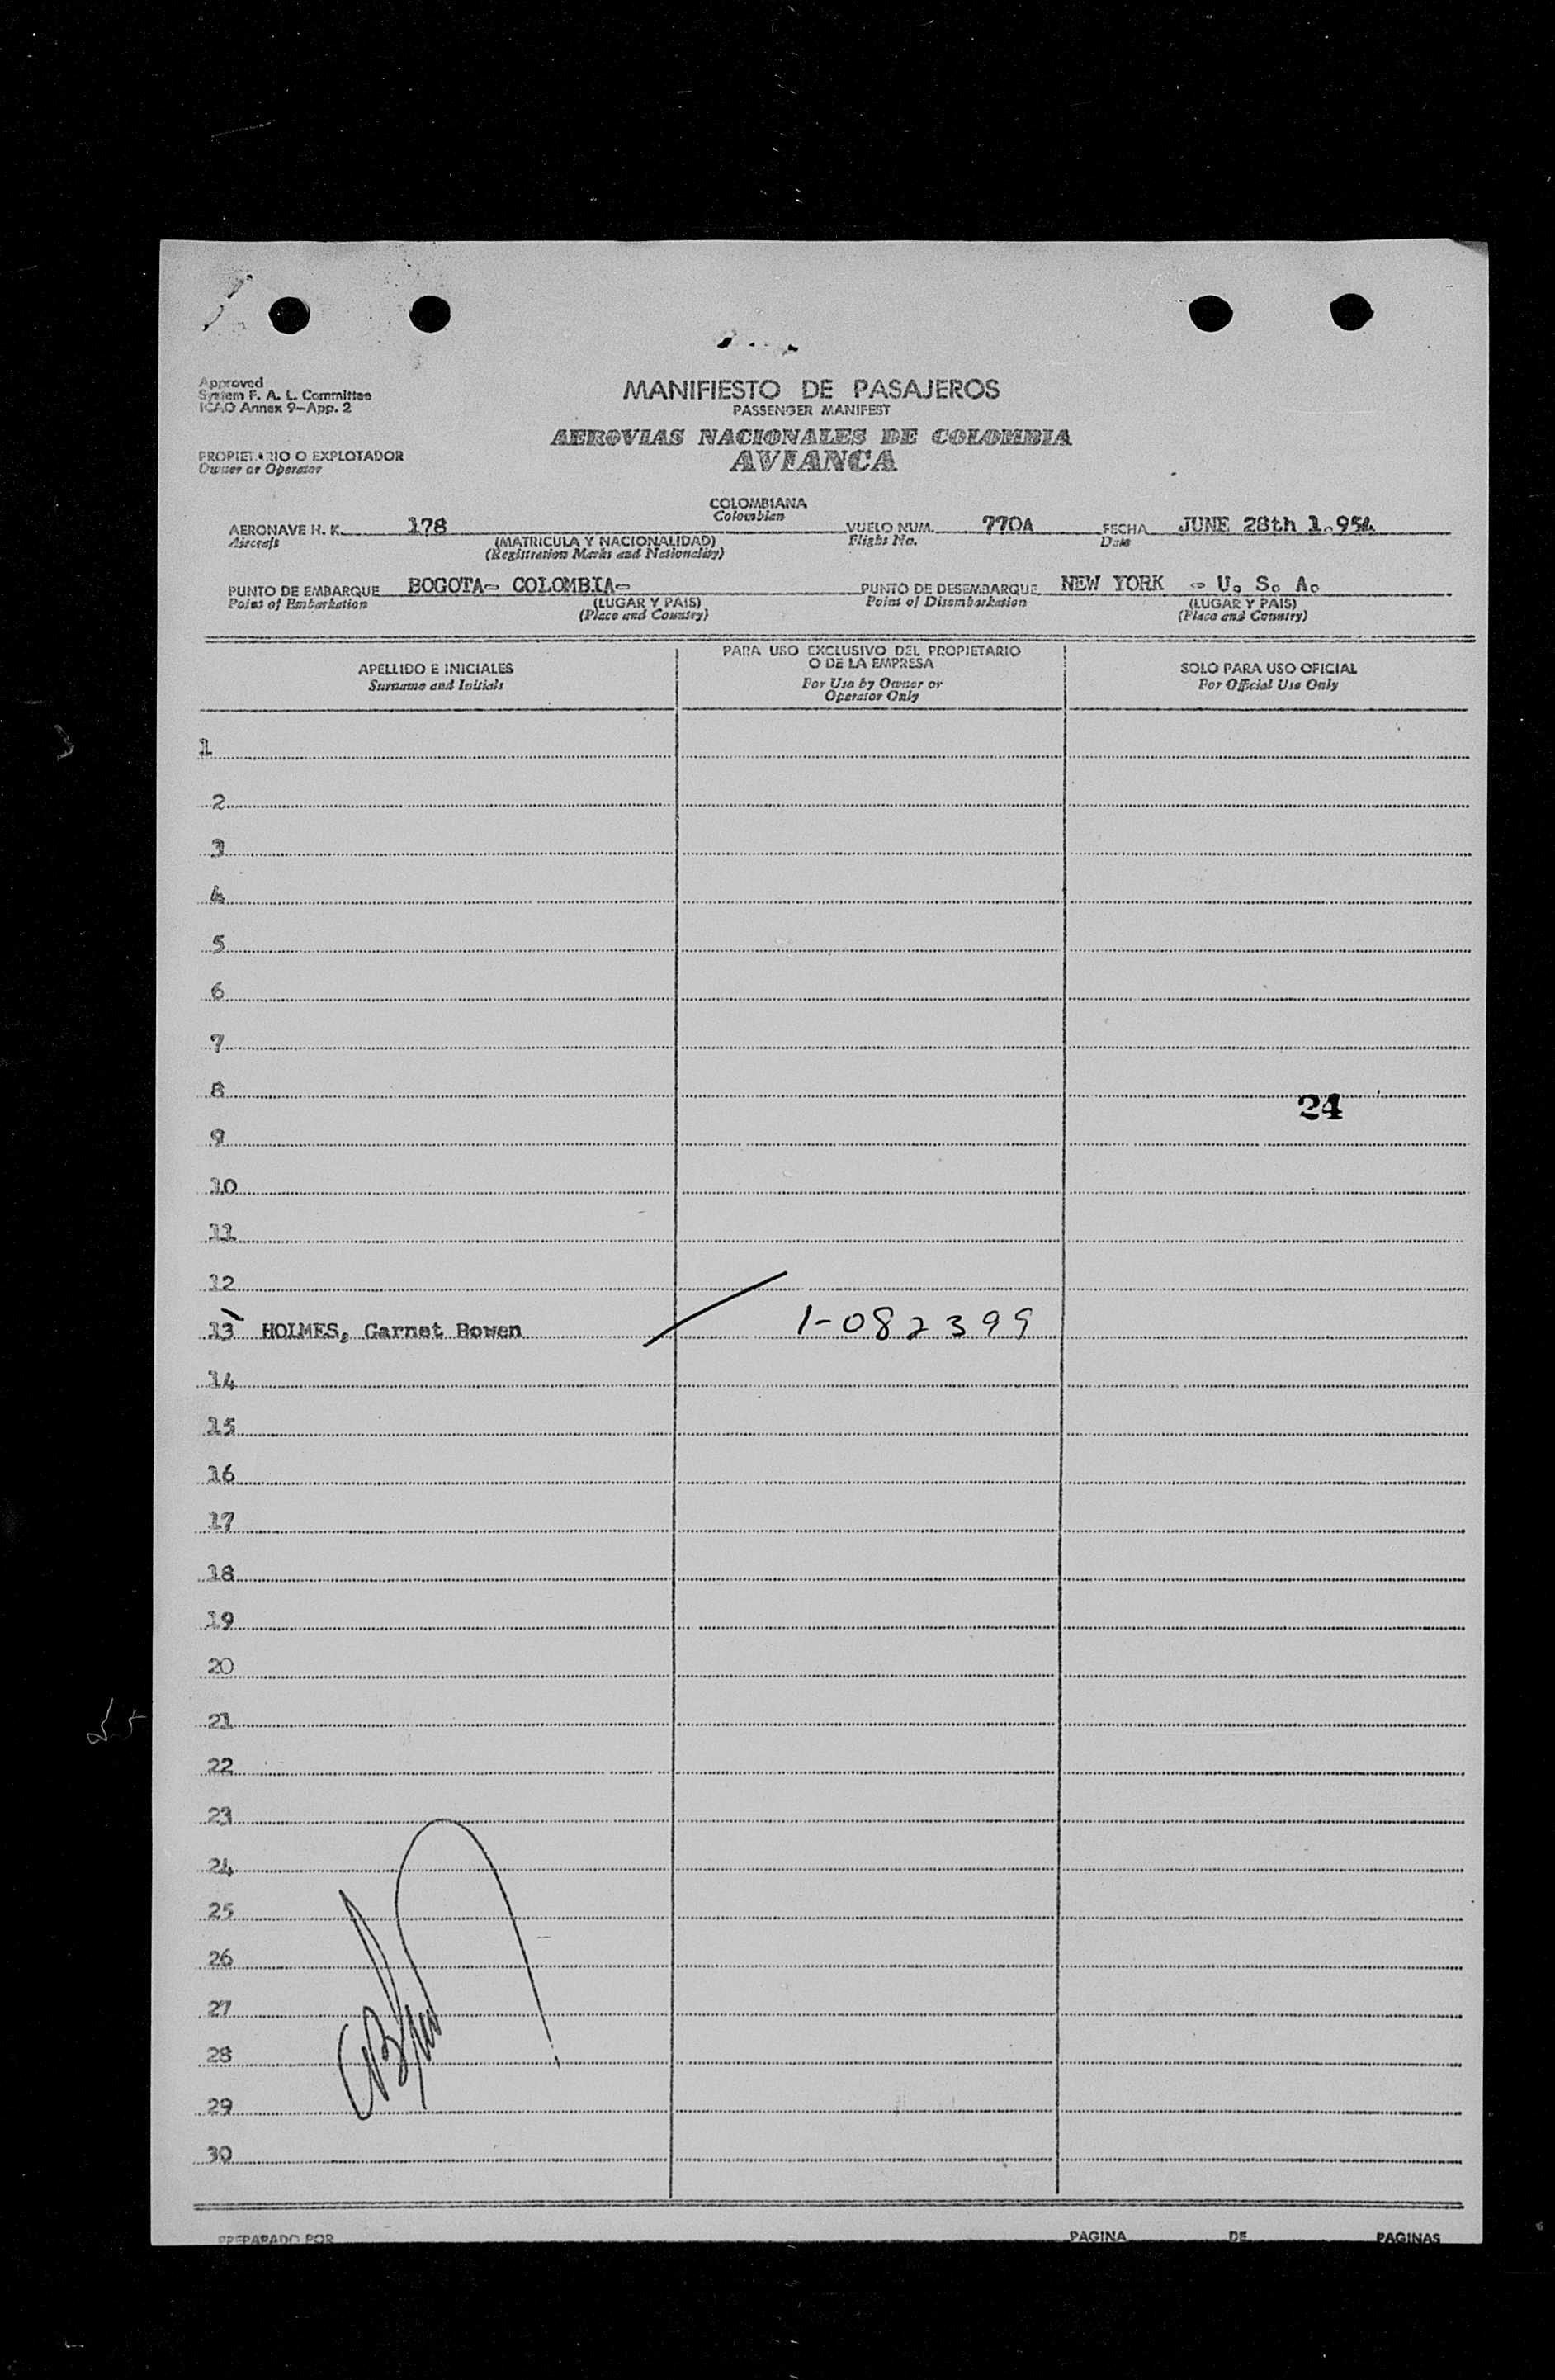 Approved
System F. A. L. Committee
ICAO Annex 9-App. 2
MANIFIESTO DE PASAJEROS
PASSENGER MANIFEST
AEROVIAS NACIONALES DE COLOMBIA
AVIANCA
PROPIETARIO O EXPLOTADOR
Owner or Operator
COLOMBIANA
Colombian
AERONAVE H. K. 178 VUELO NUM. 770A FECHA JUNE 28th 1.954
Aircraft (MATRICULA Y NACIONALIDAD) Flight No. Date
(Registration Marks and Nationality)
PUNTO DE EMBARQUE BOGOTA- COLOMBIA- PUNTO DE DESEMBARQUE NEW YORK - U. S. A.
Point of Embarkation (LUGAR Y PAIS) Point of Disembarkation (LUGAR Y PAIS)
(Place and Country) (Place and Country)
APELLIDO E INICIALES
Surname and Initials
PARA USO EXCLUSIVO DEL PROPIETARIO
O DE LA EMPRESA
For Use by Owner or
Operator Only
SOLO PARA USO OFICIAL
For Official Use Only
1
2
3
4
5
6
7
8
24
9
10
11
12
13 HOLMES, Garnet Bowen 1-082399
14
15
16
17
18
19
20
21
22
23
24
25
26
27
28
29
30
PREPARADO POR PAGINA DE PAGINAS